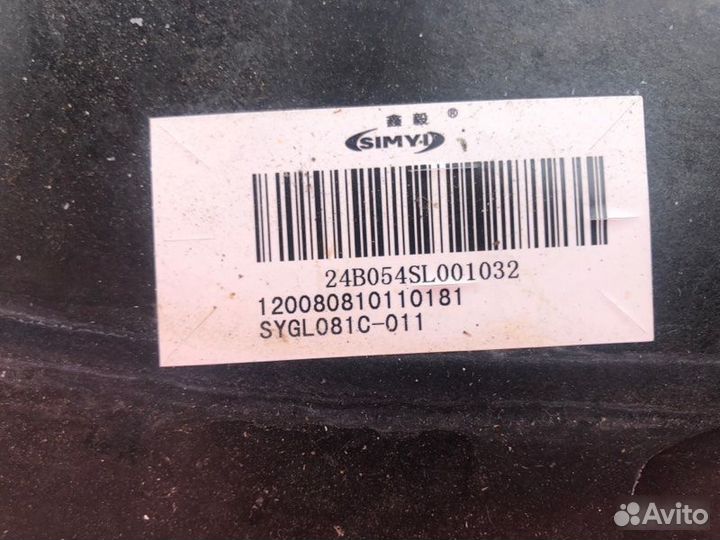 鑫毅 ®
SIMYI
24B054SL001032
120080810110181
SYGL081C-011
Avito